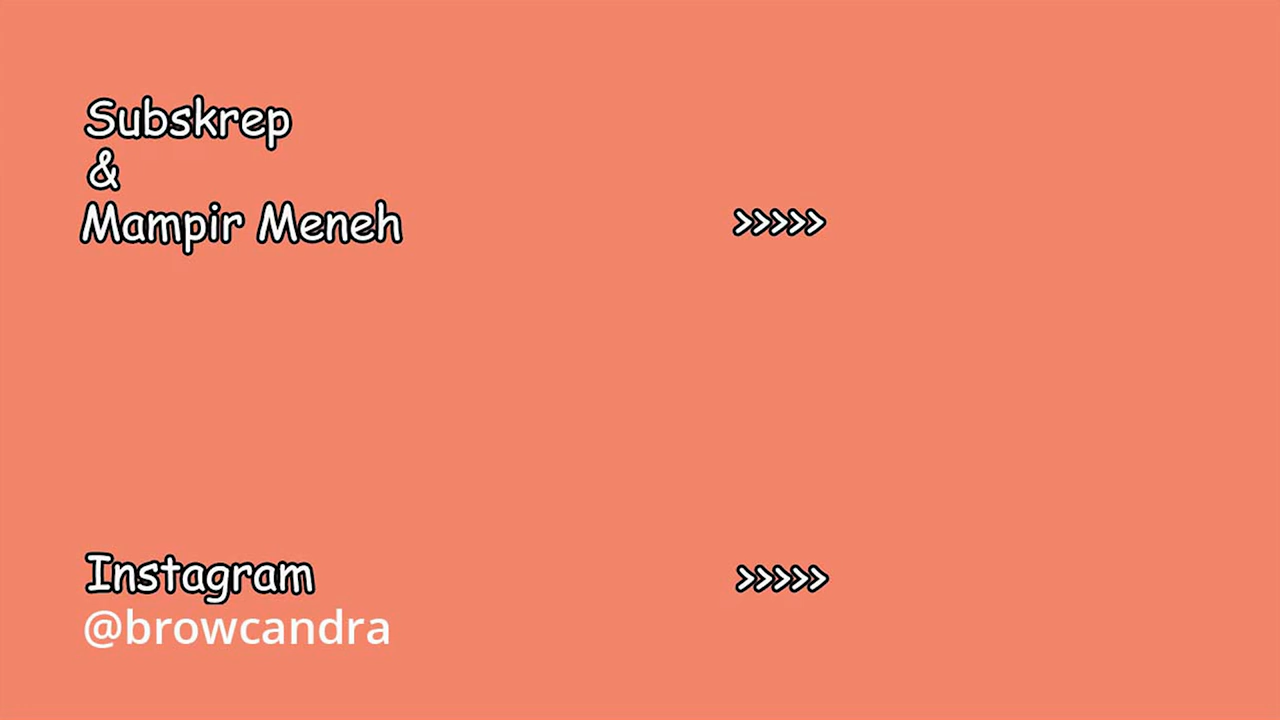 Subskrep
&
Mampir Meneh
>>>>>
Instagram
>>>>>
@browcandra